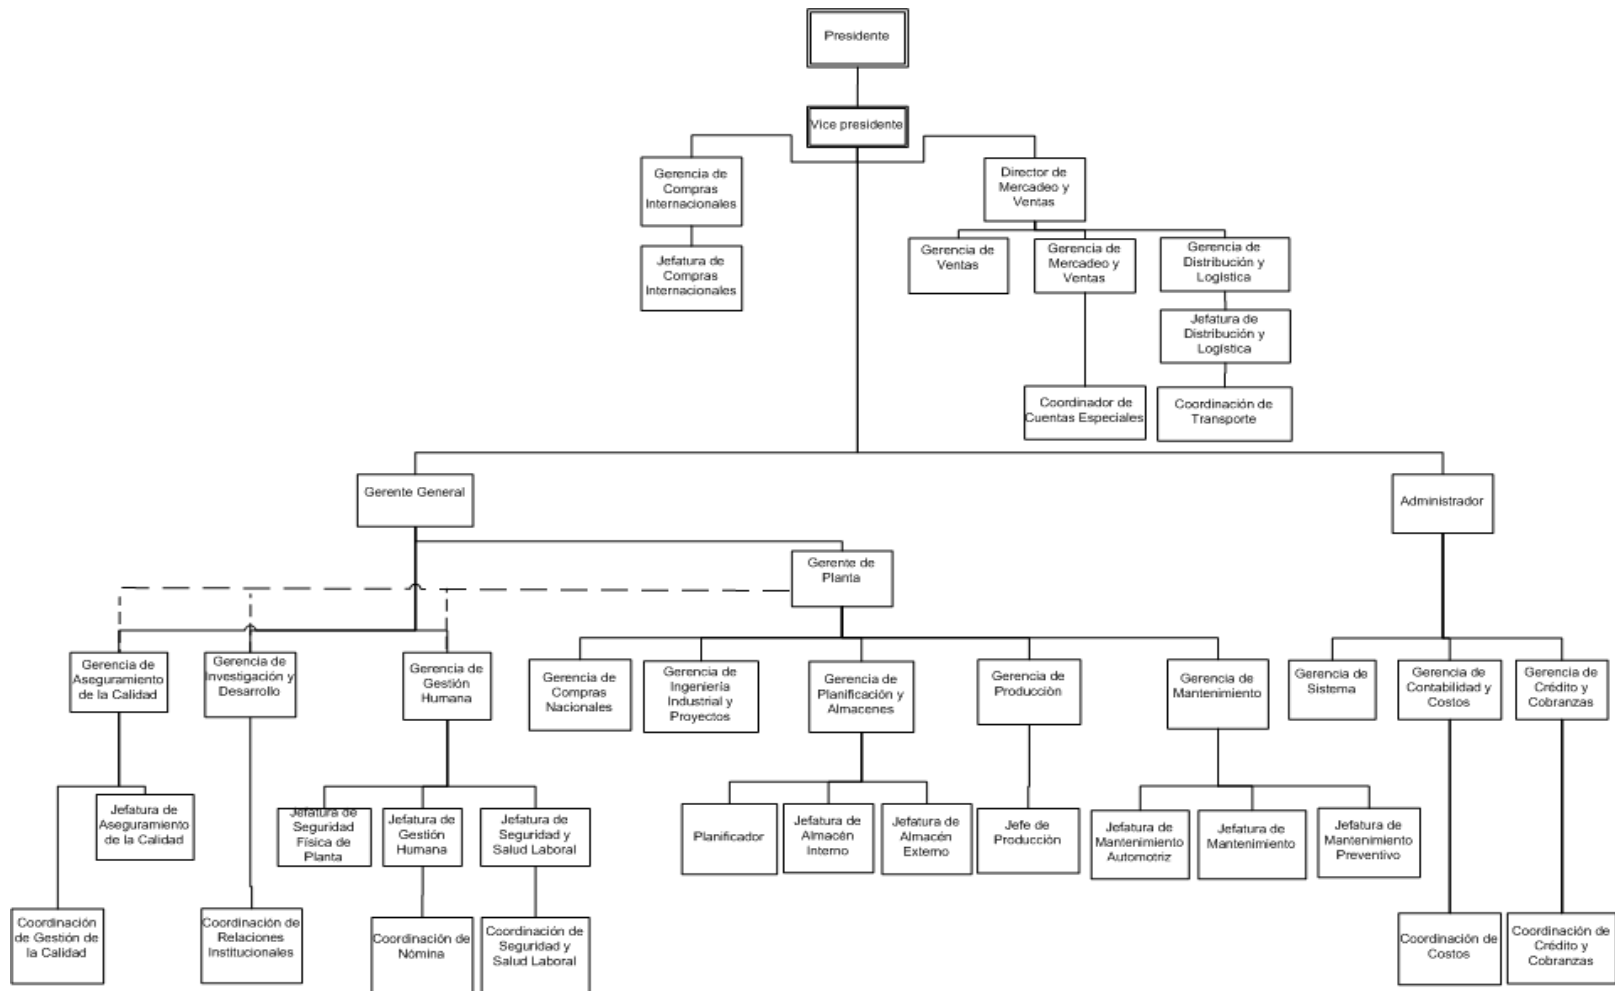 Presidente
Vice presidente
Gerencia de
Compras
Internacionales
Director de
Mercadeo y
Ventas
Jefatura de
Compras
Internacionales
Gerencia de
Ventas
Gerencia de
Mercadeo y
Ventas
Gerencia de
Distribución y
Logística
Jefatura de
Distribución y
Logística
Coordinador de
Cuentas Especiales
Coordinación de
Transporte
Gerente General
Administrador
Gerente de
Planta
Gerencia de
Aseguramiento
de la Calidad
Gerencia de
Investigación y
Desarrollo
Gerencia de
Gestión
Humana
Gerencia de
Compras
Nacionales
Gerencia de
Ingeniería
Industrial y
Proyectos
Gerencia de
Planificación y
Almacenes
Gerencia de
Producciòn
Gerencia de
Mantenimiento
Gerencia de
Sistema
Gerencia de
Contabilidad y
Costos
Gerencia de
Crédito y
Cobranzas
Jefatura de
Aseguramiento
de la Calidad
Jefatura de
Seguridad
Física de
Planta
Jefatura de
Gestión
Humana
Jefatura de
Seguridad y
Salud Laboral
Planificador
Jefatura de
Almacén
Interno
Jefatura de
Almacén
Externo
Jefe de
Producciòn
Jefatura de
Mantenimiento
Automotriz
Jefatura de
Mantenimiento
Jefatura de
Mantenimiento
Preventivo
Coordinación
de Gestión de
la Calidad
Coordinación de
Relaciones
Institucionales
Coordinación de
Nómina
Coordinación de
Seguridad y
Salud Laboral
Coordinación de
Costos
Coordinación de
Crédito y
Cobranzas